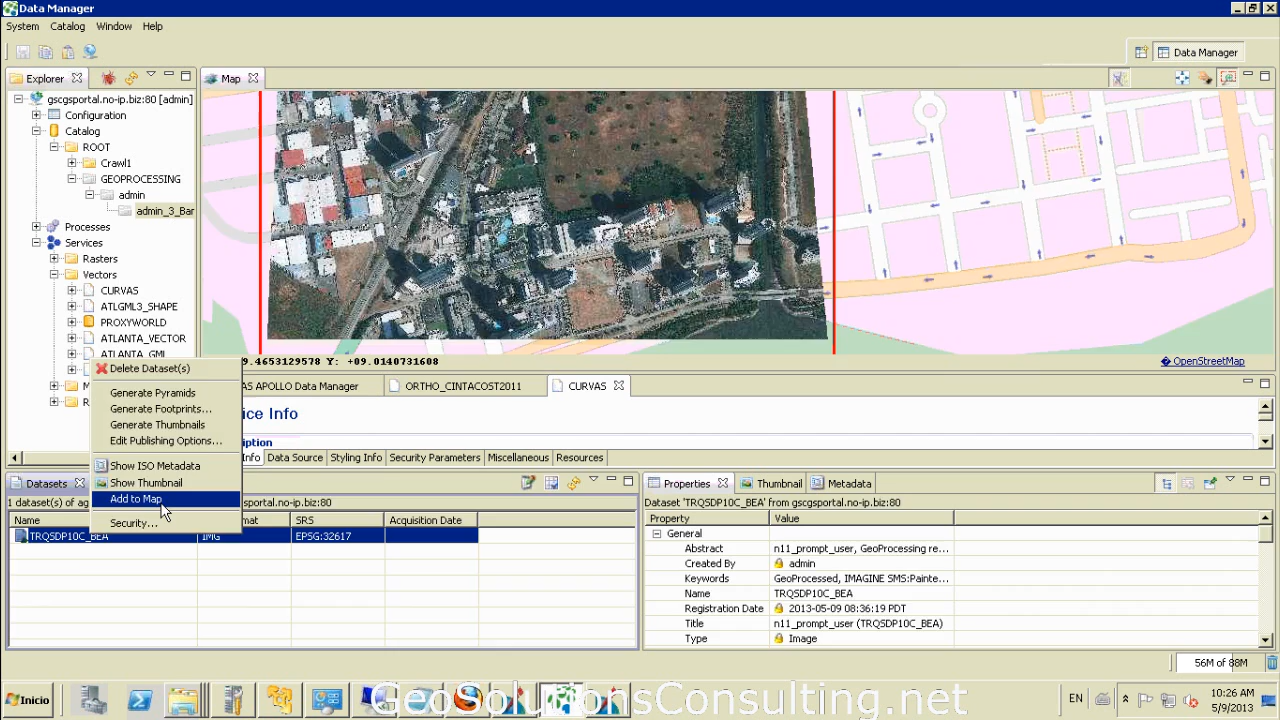 Data Manager
System Catalog Window Help
Data Manager
Explorer
Map
gscgsportal.no-ip.biz:80 [admin]
Configuration
Catalog
ROOT
Crawl1
GEOPROCESSING
admin
admin_3_Bar
Processes
Services
Rasters
Vectors
CURVAS
ATLGML3_SHAPE
PROXYWORLD
ATLANTA_VECTOR
ATLANTA_GML
M
R
9.4653129578 Y: +09.0140731608
OpenStreetMap
Delete Dataset(s)
Generate Pyramids
Generate Footprints...
Generate Thumbnails
Edit Publishing Options...
Show ISO Metadata
Show Thumbnail
Add to Map
Security...
AS APOLLO Data Manager
ORTHO_CINTACOST2011
CURVAS
ice Info
iption
Info Data Source Styling Info Security Parameters Miscellaneous Resources
Datasets
1 dataset(s) of ag
sportal.no-ip.biz:80
Name mat SRS Acquisition Date
TRQSDP10C_BEA IMG EPSG:32617
Properties
Thumbnail
Metadata
Dataset 'TRQSDP10C_BEA' from gscgsportal.no-ip.biz:80
Property Value
General
Abstract n11_prompt_user, GeoProcessing re...
Created By admin
Keywords GeoProcessed, IMAGINE SMS:Painte...
Name TRQSDP10C_BEA
Registration Date 2013-05-09 08:36:19 PDT
Title n11_prompt_user (TRQSDP10C_BEA)
Type Image
56M of 88M
Inicio
GeoSolutionsConsulting.net
EN
10:26 AM
5/9/2013